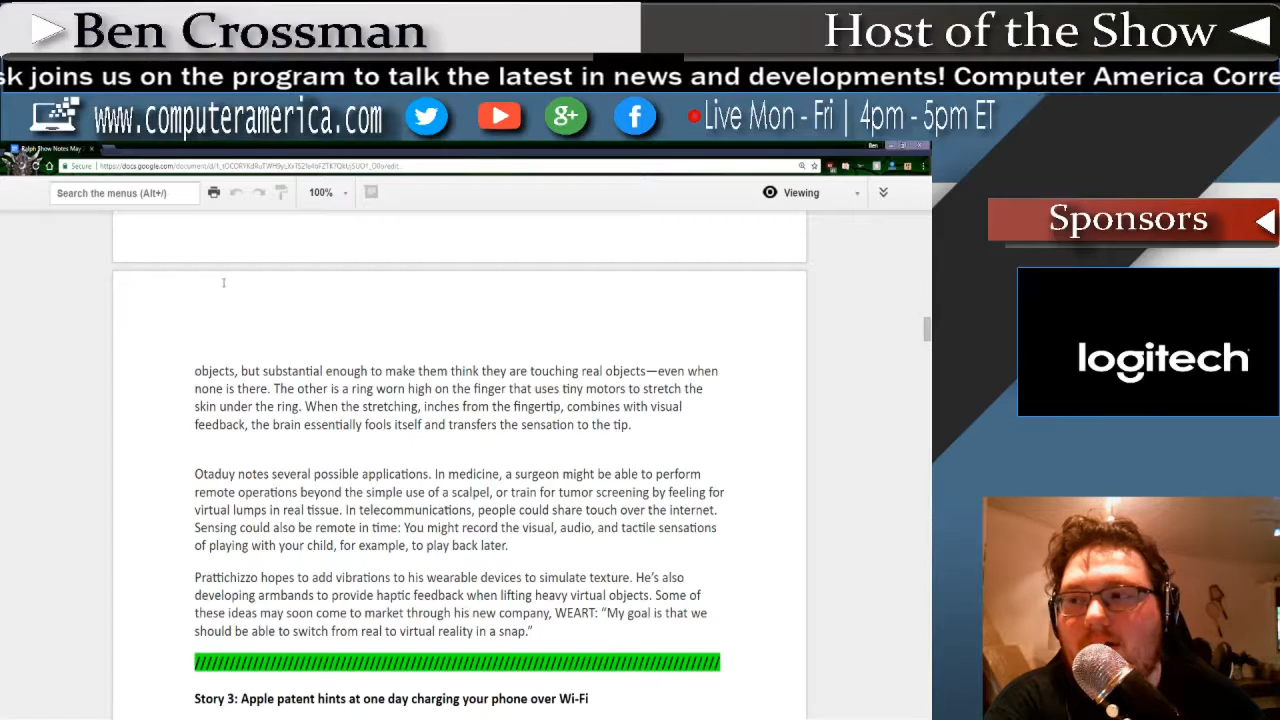 Ben Crossman
Host of the Show
sk joins us on the program to talk the latest in news and developments! Computer America Corre
www.computeramerica.com
Live Mon - Fri | 4pm - 5pm ET
Ralph Show Notes May
Ben
Secure
Search the menus (Alt+/)
100%
Viewing
Sponsors
logitech
objects, but substantial enough to make them think they are touching real objects—even when
none is there. The other is a ring worn high on the finger that uses tiny motors to stretch the
skin under the ring. When the stretching, inches from the fingertip, combines with visual
feedback, the brain essentially fools itself and transfers the sensation to the tip.
Otaduy notes several possible applications. In medicine, a surgeon might be able to perform
remote operations beyond the simple use of a scalpel, or train for tumor screening by feeling for
virtual lumps in real tissue. In telecommunications, people could share touch over the internet.
Sensing could also be remote in time: You might record the visual, audio, and tactile sensations
of playing with your child, for example, to play back later.
Prattichizzo hopes to add vibrations to his wearable devices to simulate texture. He's also
developing armbands to provide haptic feedback when lifting heavy virtual objects. Some of
these ideas may soon come to market through his new company, WEART: “My goal is that we
should be able to switch from real to virtual reality in a snap.”
Story 3: Apple patent hints at one day charging your phone over Wi-Fi